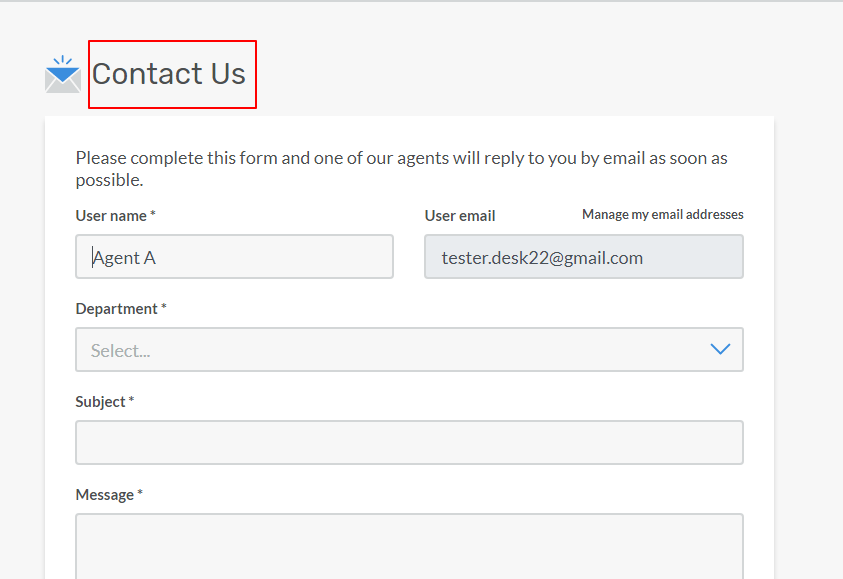 Contact Us
Please complete this form and one of our agents will reply to you by email as soon as
possible.
User name *
User email
Manage my email addresses
Agent A
tester.desk22@gmail.com
Department *
Select...
Subject *
Message *